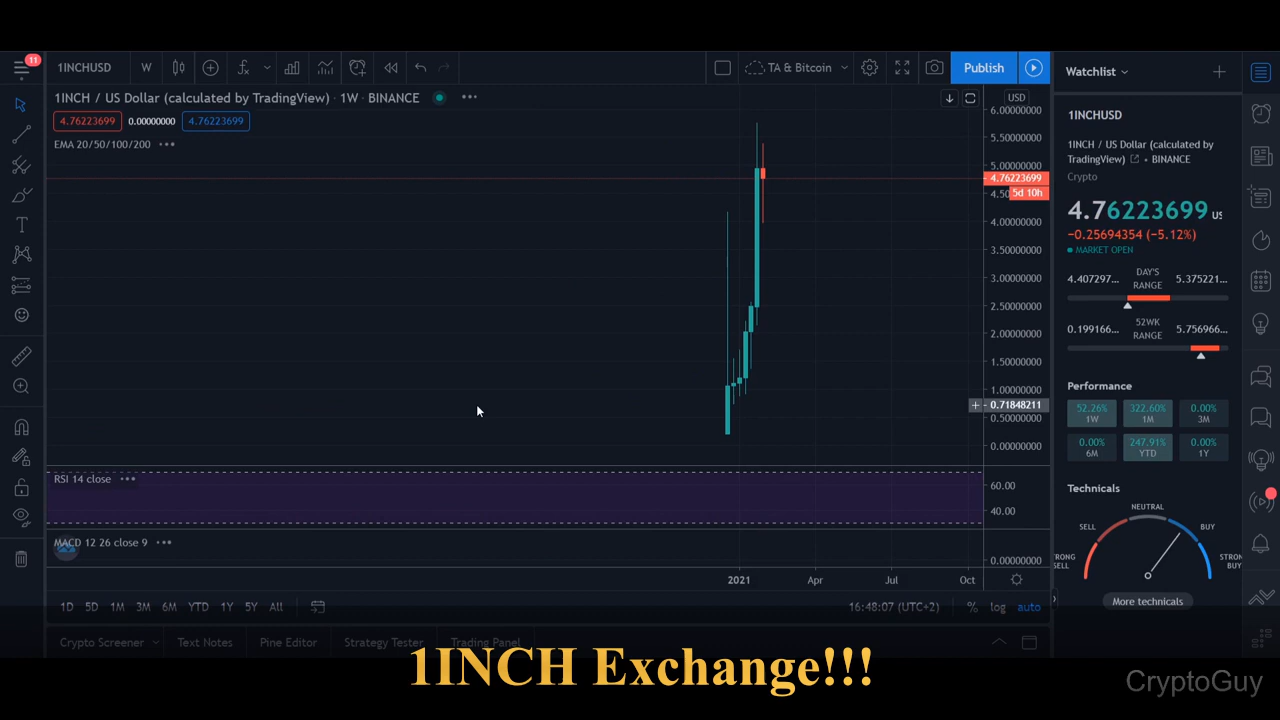 11
1INCHUSD W TA & Bitcoin Publish
Watchlist
1INCH / US Dollar (calculated by TradingView) · 1W · BINANCE
4.76223699 0.00000000 4.76223699
EMA 20/50/100/200
USD
6.00000000
5.50000000
5.00000000
4.76223699
4.50
5d 10h
4.00000000
3.50000000
3.00000000
2.50000000
2.00000000
1.50000000
1.00000000
0.71848211
0.50000000
0.00000000
RSI 14 close
60.00
40.00
MACD 12 26 close 9
0.00000000
2021 Apr Jul Oct
1D 5D 1M 3M 6M YTD 1Y 5Y All
16:48:07 (UTC+2) % log auto
Crypto Screener Text Notes Pine Editor Strategy Tester Trading Panel
1INCHUSD
1INCH / US Dollar (calculated by
TradingView) • BINANCE
Crypto
4.76223699 US
−0.25694354 (−5.12%)
MARKET OPEN
4.407297... DAY'S RANGE 5.375221...
0.199166... 52WK RANGE 5.756966...
Performance
52.26% 322.60% 0.00%
1W 1M 3M
0.00% 247.91% 0.00%
6M YTD 1Y
Technicals
NEUTRAL
SELL BUY
TRONG SELL STRON BUY
More technicals
1INCH Exchange!!!
CryptoGuy